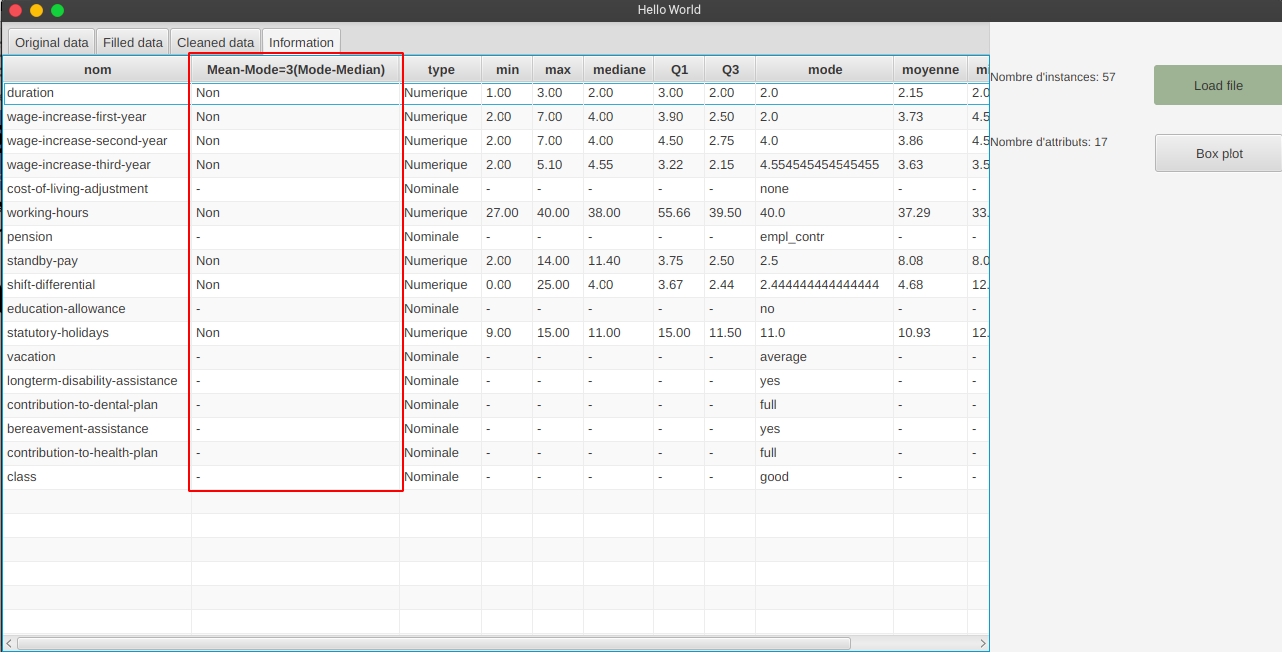 Hello World
Original data Filled data Cleaned data Information
nom Mean-Mode=3(Mode-Median) type min max mediane Q1 Q3 mode moyenne
duration Non Numerique 1.00 3.00 2.00 3.00 2.00 2.0 2.15 2.0
wage-increase-first-year Non Numerique 2.00 7.00 4.00 3.90 2.50 2.0 3.73 4.5
wage-increase-second-year Non Numerique 2.00 7.00 4.00 4.50 2.75 4.0 3.86 4.5
wage-increase-third-year Non Numerique 2.00 5.10 4.55 3.22 2.15 4.554545454545455 3.63 3.5
cost-of-living-adjustment - Nominale - - - - - none - -
working-hours Non Numerique 27.00 40.00 38.00 55.66 39.50 40.0 37.29 33.
pension - Nominale - - - - - empl_contr - -
standby-pay Non Numerique 2.00 14.00 11.40 3.75 2.50 2.5 8.08 8.0
shift-differential Non Numerique 0.00 25.00 4.00 3.67 2.44 2.444444444444444 4.68 12.
education-allowance - Nominale - - - - - no - -
statutory-holidays Non Numerique 9.00 15.00 11.00 15.00 11.50 11.0 10.93 12.
vacation - Nominale - - - - - average - -
longterm-disability-assistance - Nominale - - - - - yes - -
contribution-to-dental-plan - Nominale - - - - - full - -
bereavement-assistance - Nominale - - - - - yes - -
contribution-to-health-plan - Nominale - - - - - full - -
class - Nominale - - - - - good - -
Nombre d'instances: 57
Load file
Nombre d'attributs: 17
Box plot